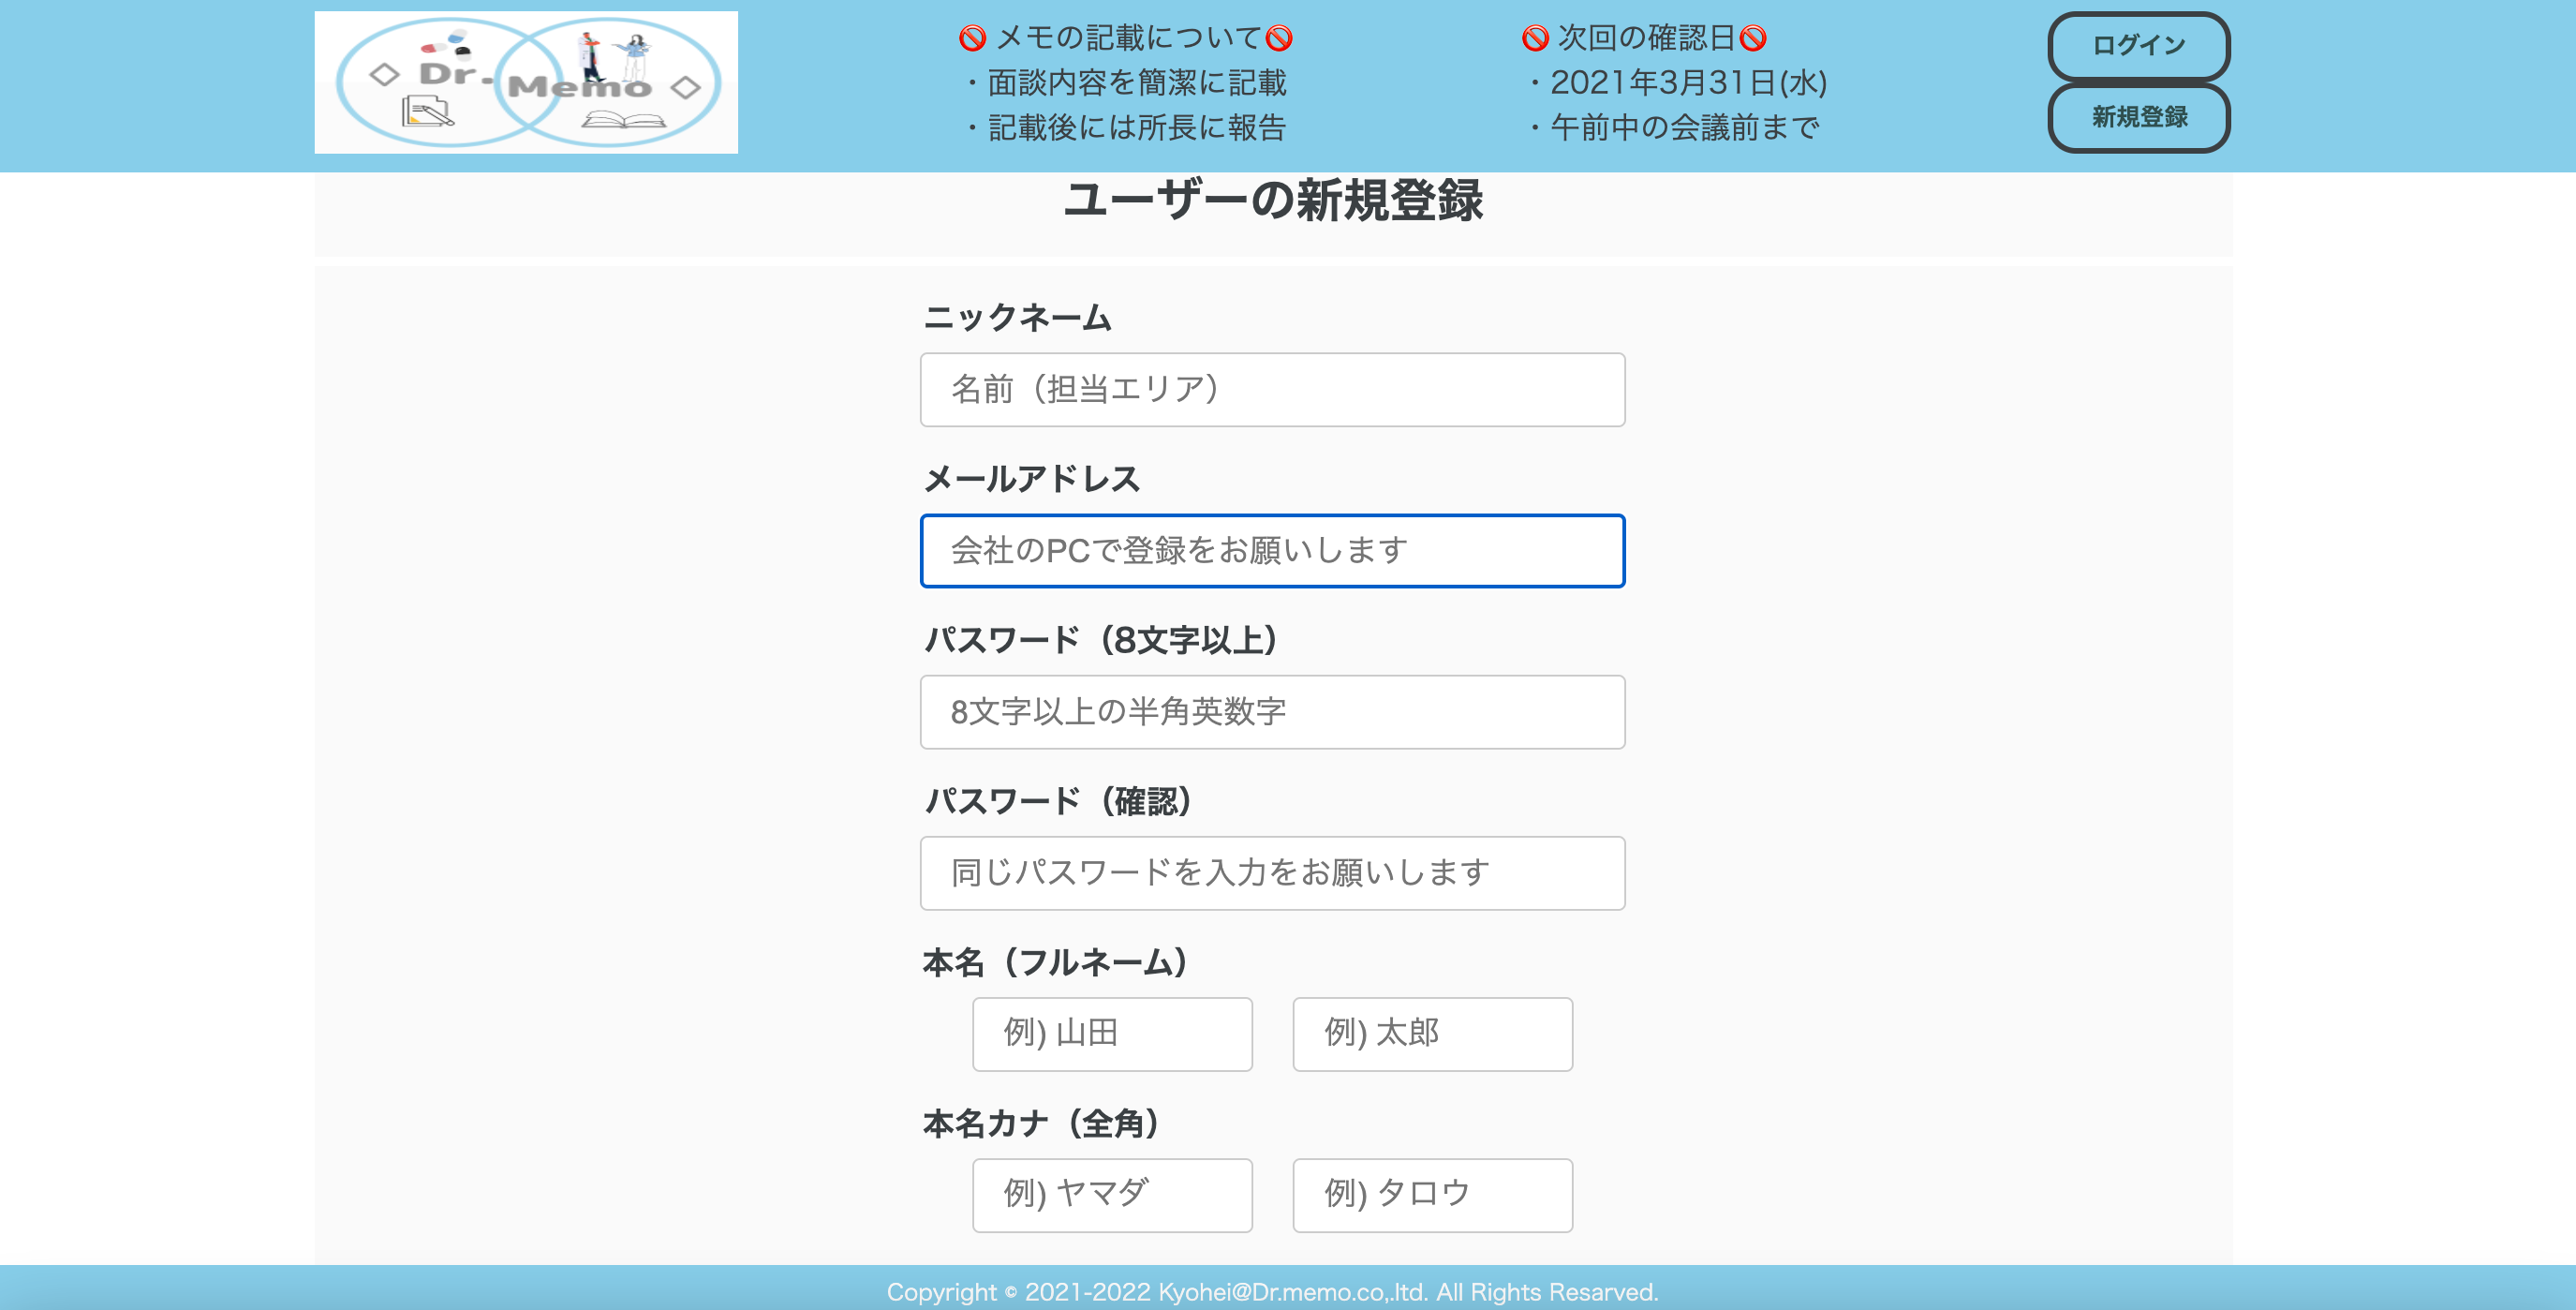 Dr.
Memo
🚫 メモの記載について🚫
・面談内容を簡潔に記載
・記載後には所長に報告
🚫 次回の確認日🚫
・2021年3月31日(水)
・午前中の会議前まで
ログイン
新規登録
ユーザーの新規登録
ニックネーム
名前（担当エリア）
メールアドレス
会社のPCで登録をお願いします
パスワード（8文字以上）
8文字以上の半角英数字
パスワード（確認）
同じパスワードを入力をお願いします
本名（フルネーム）
例) 山田
例) 太郎
本名カナ（全角）
例) ヤマダ
例) タロウ
Copyright © 2021-2022 Kyohei@Dr.memo.co,.ltd. All Rights Resarved.